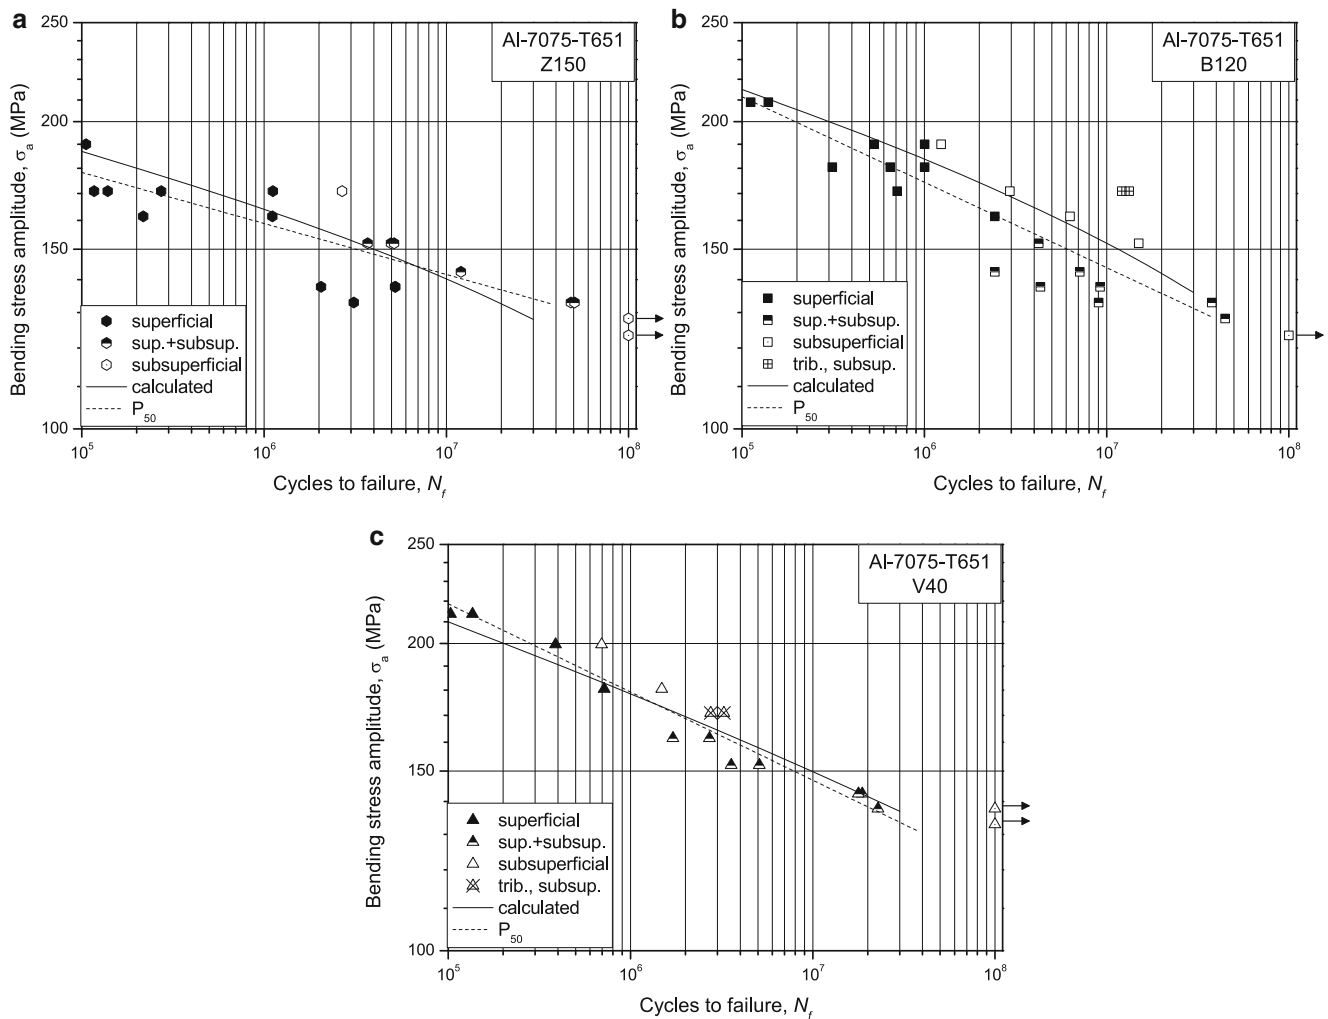 a
Al-7075-T651
Z150
250
200
150
100
Bending stress amplitude, σa (MPa)
superficial
sup.+subsup.
subsuperficial
calculated
P50
10^5
10^6
10^7
10^8
Cycles to failure, Nf
b
Al-7075-T651
B120
250
200
150
100
Bending stress amplitude, σa (MPa)
superficial
sup.+subsup.
subsuperficial
trib., subsup.
calculated
P50
10^5
10^6
10^7
10^8
Cycles to failure, Nf
c
Al-7075-T651
V40
250
200
150
100
Bending stress amplitude, σa (MPa)
superficial
sup.+subsup.
subsuperficial
trib., subsup.
calculated
P50
10^5
10^6
10^7
10^8
Cycles to failure, Nf